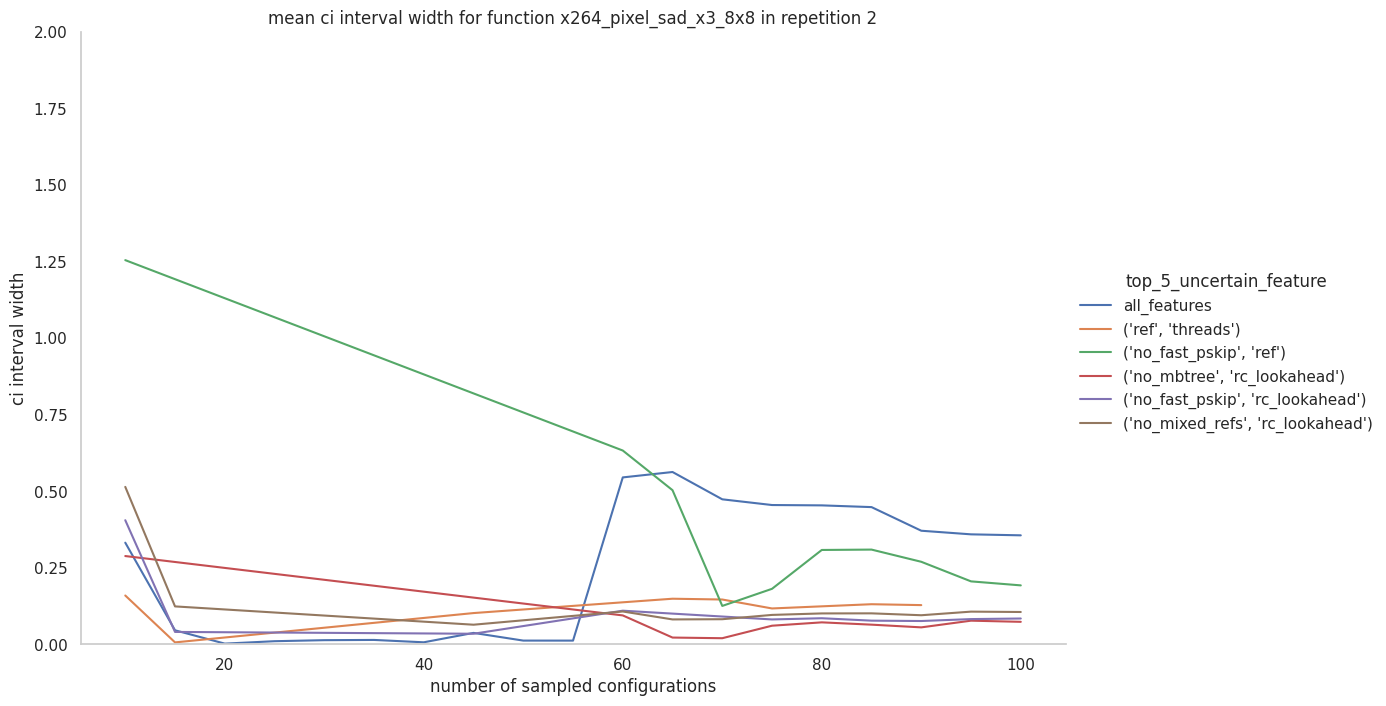 mean ci interval width for function x264_pixel_sad_x3_8x8 in repetition 2
2.00
1.75
1.50
1.25
1.00
0.75
0.50
0.25
0.00
ci interval width
20
40
60
80
100
number of sampled configurations
top_5_uncertain_feature
all_features
('ref', 'threads')
('no_fast_pskip', 'ref')
('no_mbtree', 'rc_lookahead')
('no_fast_pskip', 'rc_lookahead')
('no_mixed_refs', 'rc_lookahead')